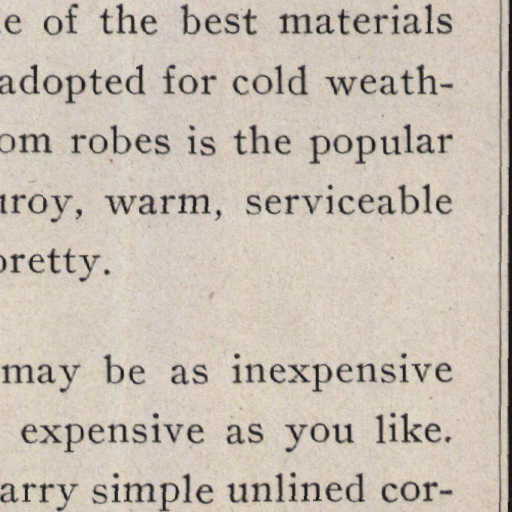 e of the best materials
adopted for cold weath-
om robes is the popular
uroy, warm, serviceable
pretty.
may be as inexpensive
expensive as you like.
arry simple unlined cor-